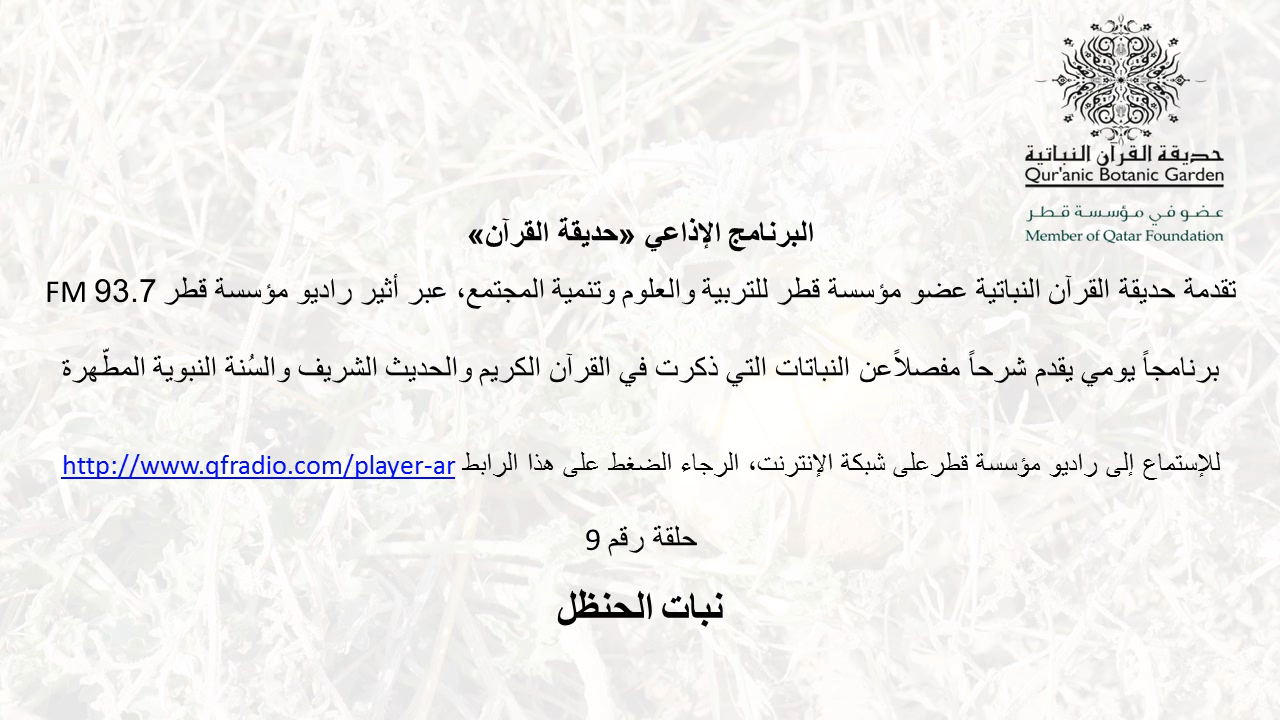 حديقة القرآن النباتية
Qur'anic Botanic Garden
عضو في مؤسسة قطر
Member of Qatar Foundation
البرنامج الإذاعي «حديقة القرآن»
تقدمة حديقة القرآن النباتية عضو مؤسسة قطر للتربية والعلوم وتنمية المجتمع، عبر أثير راديو مؤسسة قطر FM 93.7
برنامجاً يومي يقدم شرحاً مفصلاًعن النباتات التي ذكرت في القرآن الكريم والحديث الشريف والسُنة النبوية المطّهرة
للإستماع إلى راديو مؤسسة قطرعلى شبكة الإنترنت، الرجاء الضغط على هذا الرابط http://www.qfradio.com/player-ar
حلقة رقم 9
نبات الحنظل